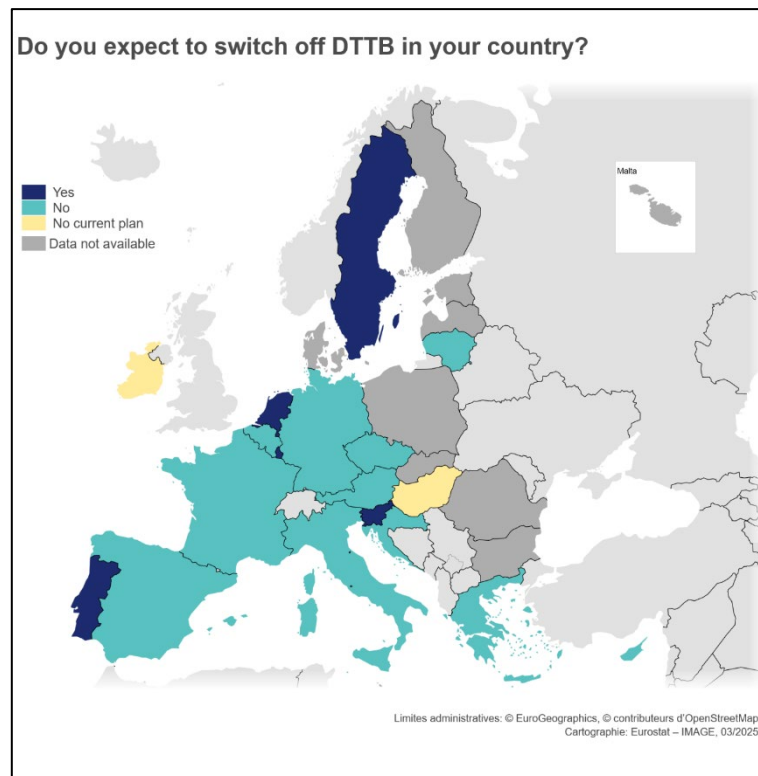 Do you expect to switch off DTTB in your country?
Malta
Yes
No
No current plan
Data not available
Limites administratives: © EuroGeographics, © contributeurs d'OpenStreetMap
Cartographie: Eurostat – IMAGE, 03/2025